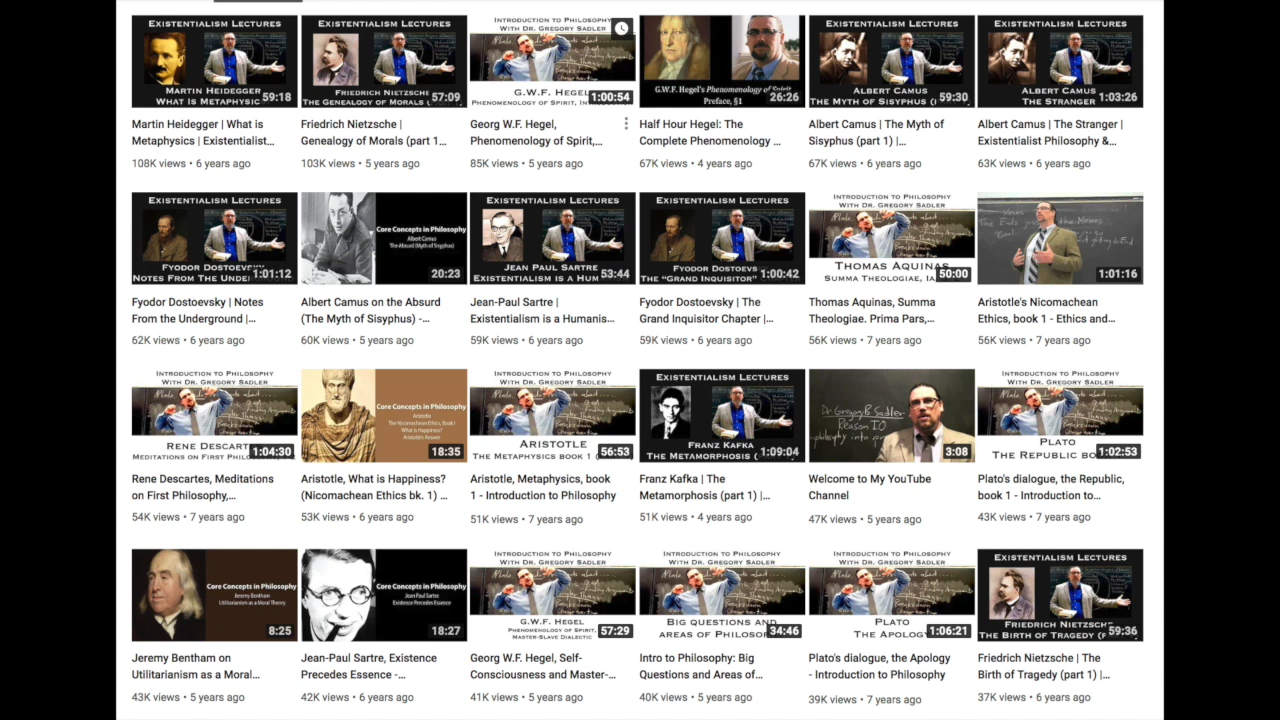 EXISTENTIALISM LECTURES
MARTIN HEIDEGGER
WHAT IS METAPHYSIC
59:18
Martin Heidegger | What is
Metaphysics | Existentialist...
108K views • 6 years ago
EXISTENTIALISM LECTURES
FRIEDRICH NIETZSCHE
THE GENEALOGY OF MORALS (
57:09
Friedrich Nietzsche |
Genealogy of Morals (part 1...
103K views • 5 years ago
INTRODUCTION TO PHILOSOPHY
WITH DR. GREGORY SADLER
G.W.F. HEGEL
PHENOMENOLOGY OF SPIRIT, IN
1:00:54
Georg W.F. Hegel,
Phenomenology of Spirit,...
85K views • 5 years ago
G.W.F. Hegel's Phenomenology of Spirit
Preface, §1
26:26
Half Hour Hegel: The
Complete Phenomenology ...
67K views • 4 years ago
EXISTENTIALISM LECTURES
ALBERT CAMUS
THE MYTH OF SISYPHUS (
59:30
Albert Camus | The Myth of
Sisyphus (part 1) |...
67K views • 6 years ago
EXISTENTIALISM LECTURES
ALBERT CAMUS
THE STRANGER
1:03:26
Albert Camus | The Stranger |
Existentialist Philosophy &...
63K views • 6 years ago
EXISTENTIALISM LECTURES
FYODOR DOSTOEVSKY
NOTES FROM THE UNDE
1:01:12
Fyodor Dostoevsky | Notes
From the Underground |...
62K views • 6 years ago
Core Concepts in Philosophy
Albert Camus
The Absurd (Myth of Sisyphus)
20:23
Albert Camus on the Absurd
(The Myth of Sisyphus) -...
60K views • 5 years ago
EXISTENTIALISM LECTURES
JEAN PAUL SARTRE
EXISTENTIALISM IS A HUM
53:44
Jean-Paul Sartre |
Existentialism is a Humanis...
59K views • 6 years ago
EXISTENTIALISM LECTURES
FYODOR DOSTOEVS
THE "GRAND INQUISITOR"
1:00:42
Fyodor Dostoevsky | The
Grand Inquisitor Chapter |...
59K views • 6 years ago
INTRODUCTION TO PHILOSOPHY
WITH DR. GREGORY SADLER
THOMAS AQUINAS
SUMMA THEOLOGIAE, IA
50:00
Thomas Aquinas, Summa
Theologiae. Prima Pars,...
56K views • 7 years ago
1:01:16
Aristotle's Nicomachean
Ethics, book 1 - Ethics and...
56K views • 7 years ago
INTRODUCTION TO PHILOSOPHY
WITH DR. GREGORY SADLER
RENE DESCART
MEDITATIONS ON FIRST PHILO
1:04:30
Rene Descartes, Meditations
on First Philosophy,...
54K views • 7 years ago
Core Concepts in Philosophy
Aristotle
The Nicomachean Ethics, Book I
What is Happiness?
Aristotle's Answer
18:35
Aristotle, What is Happiness?
(Nicomachean Ethics bk. 1) ...
53K views • 6 years ago
INTRODUCTION TO PHILOSOPHY
WITH DR. GREGORY SADLER
ARISTOTLE
THE METAPHYSICS BOOK 1 (
56:53
Aristotle, Metaphysics, book
1 - Introduction to Philosophy
51K views • 7 years ago
EXISTENTIALISM LECTURES
FRANZ KAFKA
THE METAMORPHOSIS (
1:09:04
Franz Kafka | The
Metamorphosis (part 1) |...
51K views • 4 years ago
Dr Gregory B Sadler
Reason IO
philosophy into pr
3:08
Welcome to My YouTube
Channel
47K views • 5 years ago
INTRODUCTION TO PHILOSOPHY
WITH DR. GREGORY SADLER
PLATO
THE REPUBLIC BO
1:02:53
Plato's dialogue, the Republic,
book 1 - Introduction to...
43K views • 7 years ago
Core Concepts in Philosophy
Jeremy Bentham
Utilitarianism as a Moral Theory
8:25
Jeremy Bentham on
Utilitarianism as a Moral...
43K views • 5 years ago
Core Concepts in Philosophy
Jean Paul Sartre
Existence Precedes Essence
18:27
Jean-Paul Sartre, Existence
Precedes Essence -...
42K views • 6 years ago
INTRODUCTION TO PHILOSOPHY
WITH DR. GREGORY SADLER
G.W.F. HEGEL
PHENOMENOLOGY OF SPIRIT,
MASTER-SLAVE DIALECTIC
57:29
Georg W.F. Hegel, Self-
Consciousness and Master-...
41K views • 5 years ago
INTRODUCTION TO PHILOSOPHY
WITH DR. GREGORY SADLER
BIG QUESTIONS AND
AREAS OF PHILOSOP
34:46
Intro to Philosophy: Big
Questions and Areas of...
40K views • 5 years ago
INTRODUCTION TO PHILOSOPHY
WITH DR. GREGORY SADLER
PLATO
THE APOLOG
1:06:21
Plato's dialogue, the Apology
- Introduction to Philosophy
39K views • 7 years ago
EXISTENTIALISM LECTURES
FRIEDRICH NIETZSCHE
THE BIRTH OF TRAGEDY (P
59:36
Friedrich Nietzsche | The
Birth of Tragedy (part 1) |...
37K views • 6 years ago